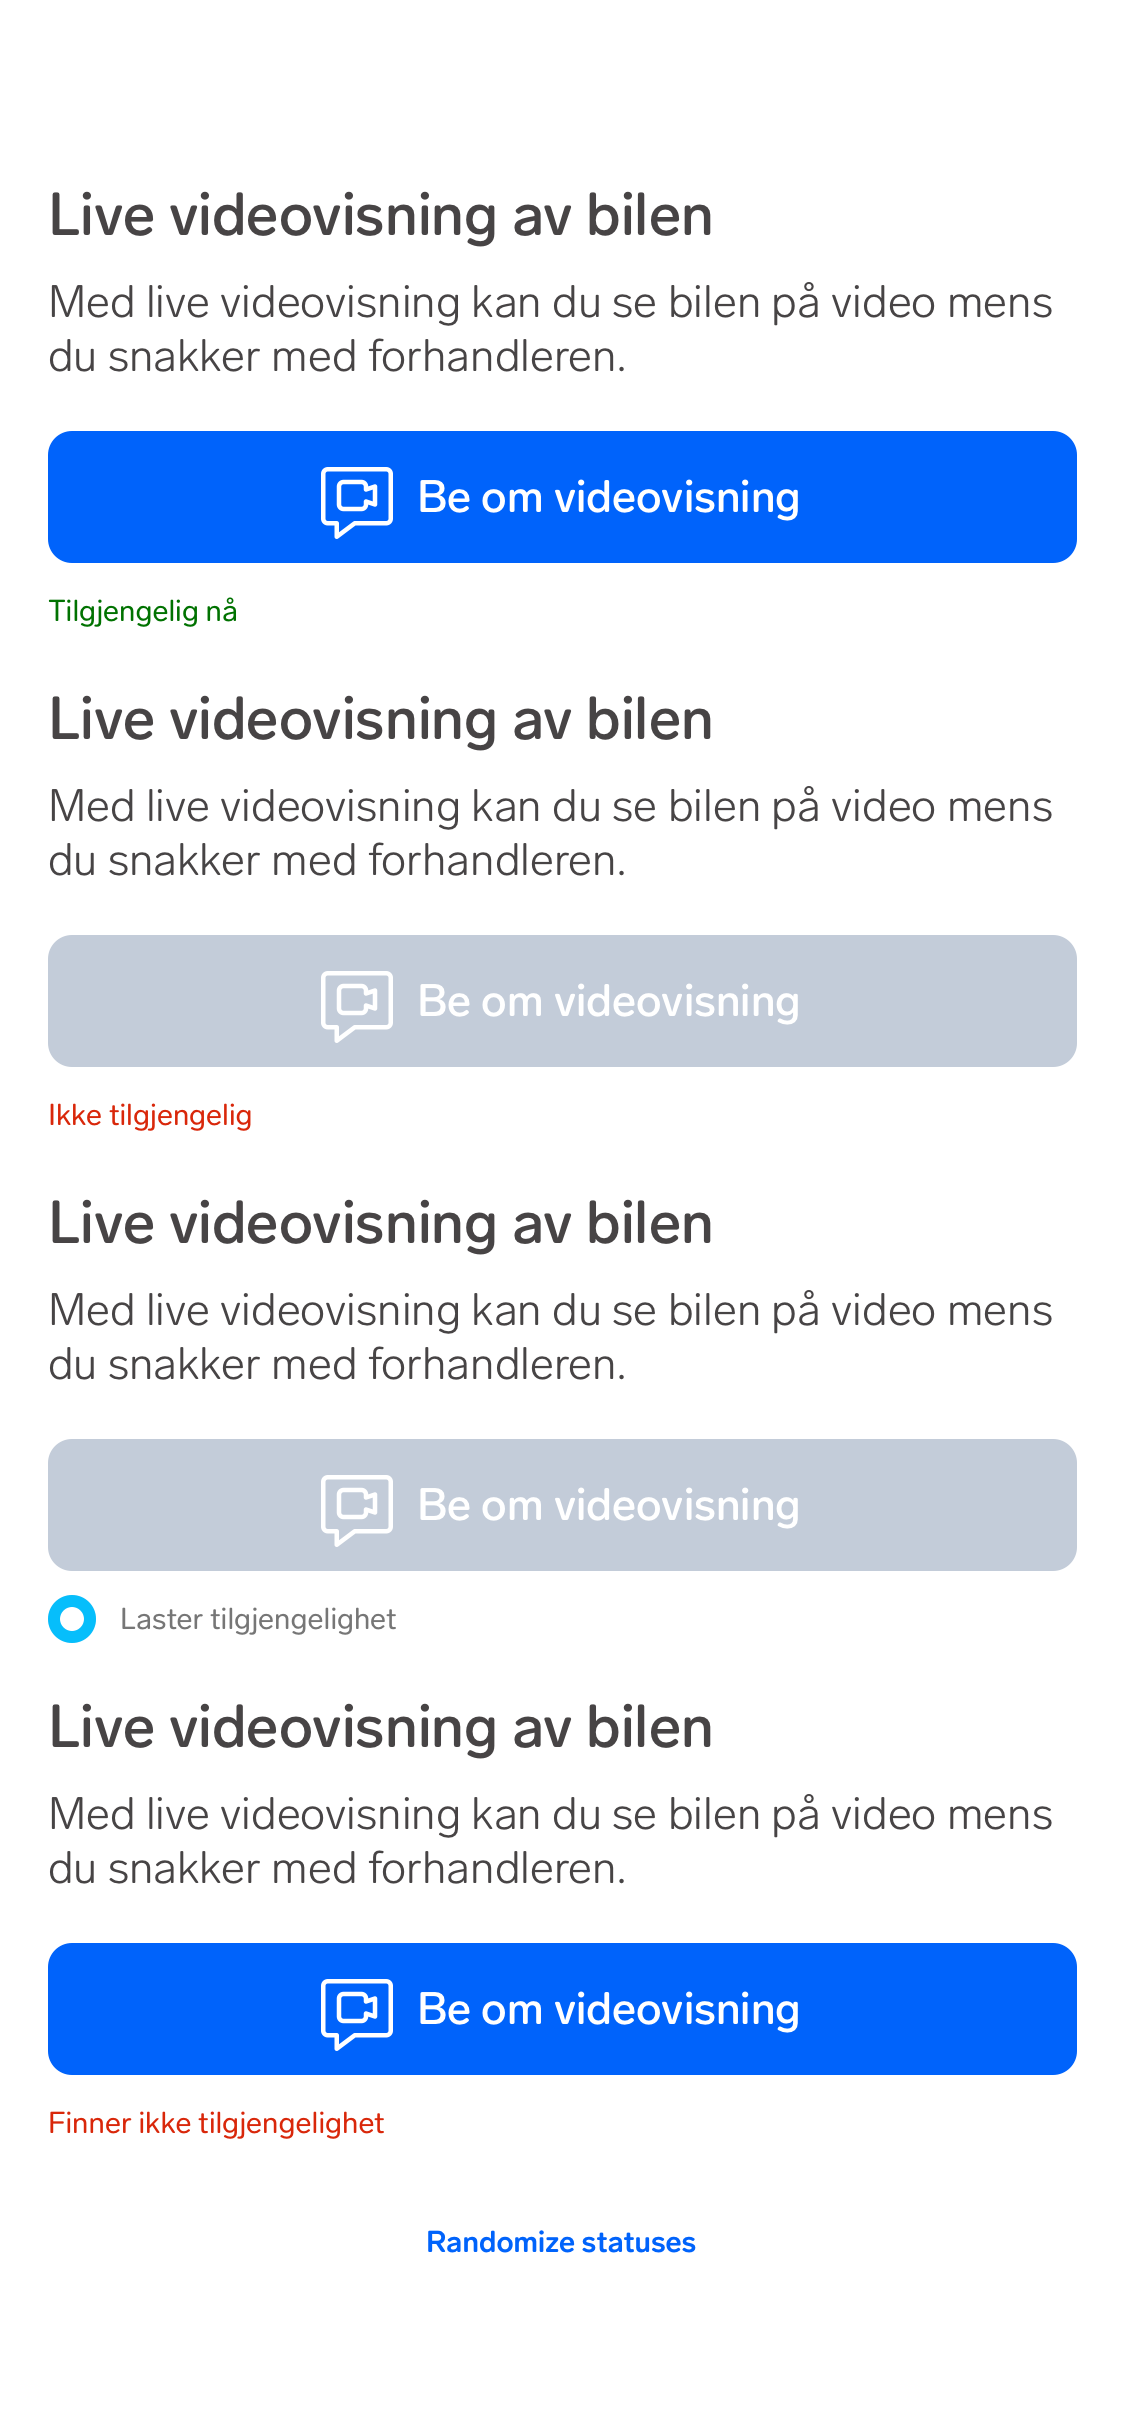 Live videovisning av bilen
Med live videovisning kan du se bilen på video mens
du snakker med forhandleren.
Be om videovisning
Tilgjengelig nå
Live videovisning av bilen
Med live videovisning kan du se bilen på video mens
du snakker med forhandleren.
Be om videovisning
Ikke tilgjengelig
Live videovisning av bilen
Med live videovisning kan du se bilen på video mens
du snakker med forhandleren.
Be om videovisning
Laster tilgjengelighet
Live videovisning av bilen
Med live videovisning kan du se bilen på video mens
du snakker med forhandleren.
Be om videovisning
Finner ikke tilgjengelighet
Randomize statuses